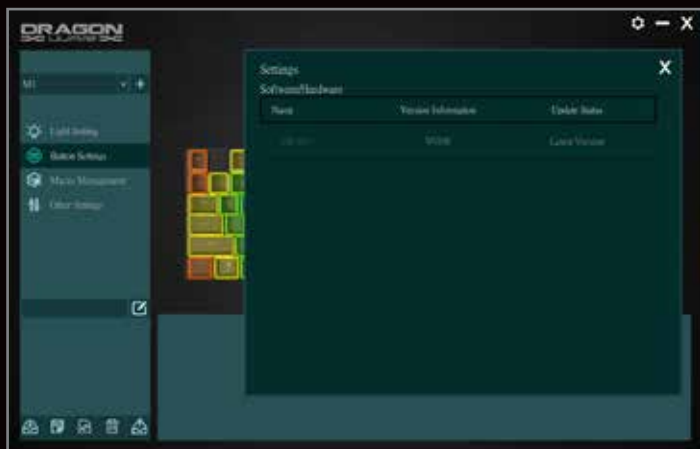 DRAGON
WAR
X
Settings
X
Software/Hardware
M1
Name
Version Information
Update Status
Light Setting
Latest Version
Button Settings
Macro Management
Other Settings